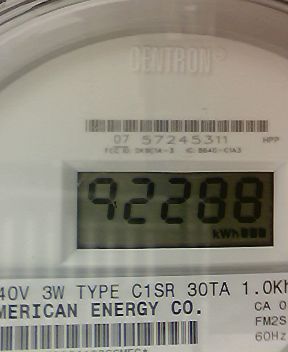 CENTRON
07 57245311 HPP
92288
kWh
40V 3W TYPE C1SR 30TA 1.0Kh
MERICAN ENERGY CO.
CA 0
FM2S
60Hz